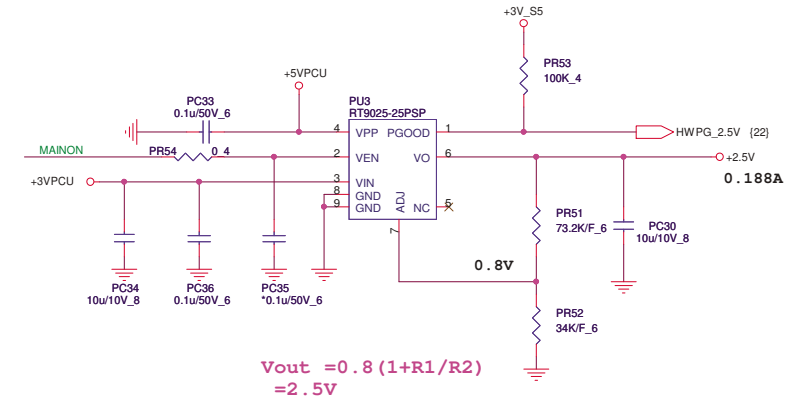 +3V_S5
PR53
100K_4
+5VPCU
PC33
0.1u/50V_6
PU3
RT9025-25PSP
4 VPP PGOOD 1
HWPG_2.5V {22}
MAINON
PR54 0_4
2 VEN VO 6
+2.5V
0.188A
+3VPCU
3 VIN
8 GND
9 GND
ADJ
NC 5
7
PR51
73.2K/F_6
PC30
10u/10V_8
0.8V
PC34
10u/10V_8
PC36
0.1u/50V_6
PC35
*0.1u/50V_6
PR52
34K/F_6
Vout =0.8(1+R1/R2)
=2.5V